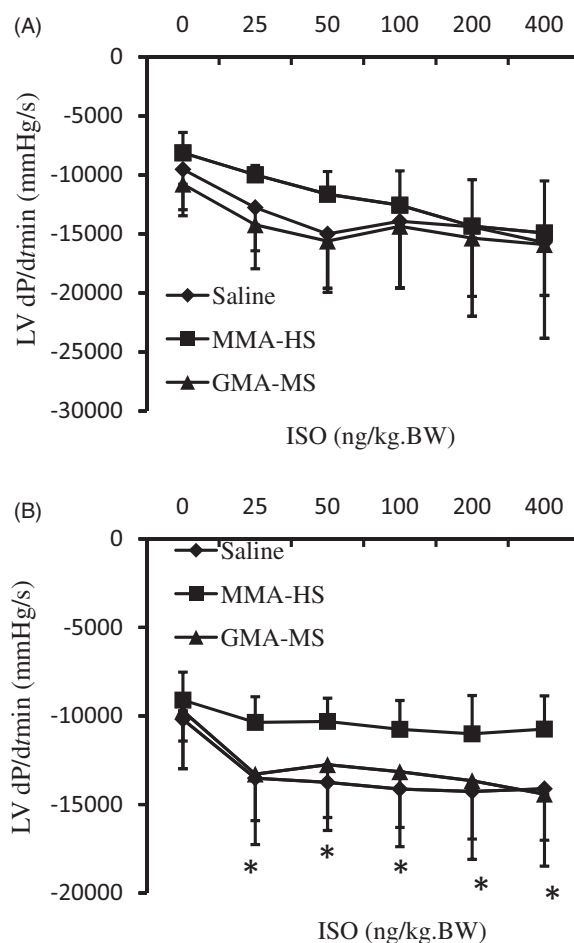 (A)
0 25 50 100 200 400
0
-5000
-10000
-15000
-20000
-25000
-30000
LV dP/dtmin (mmHg/s)
Saline
MMA-HS
GMA-MS
ISO (ng/kg.BW)
(B)
0 25 50 100 200 400
0
-5000
-10000
-15000
-20000
LV dP/dtmin (mmHg/s)
Saline
MMA-HS
GMA-MS
* * * * *
ISO (ng/kg.BW)